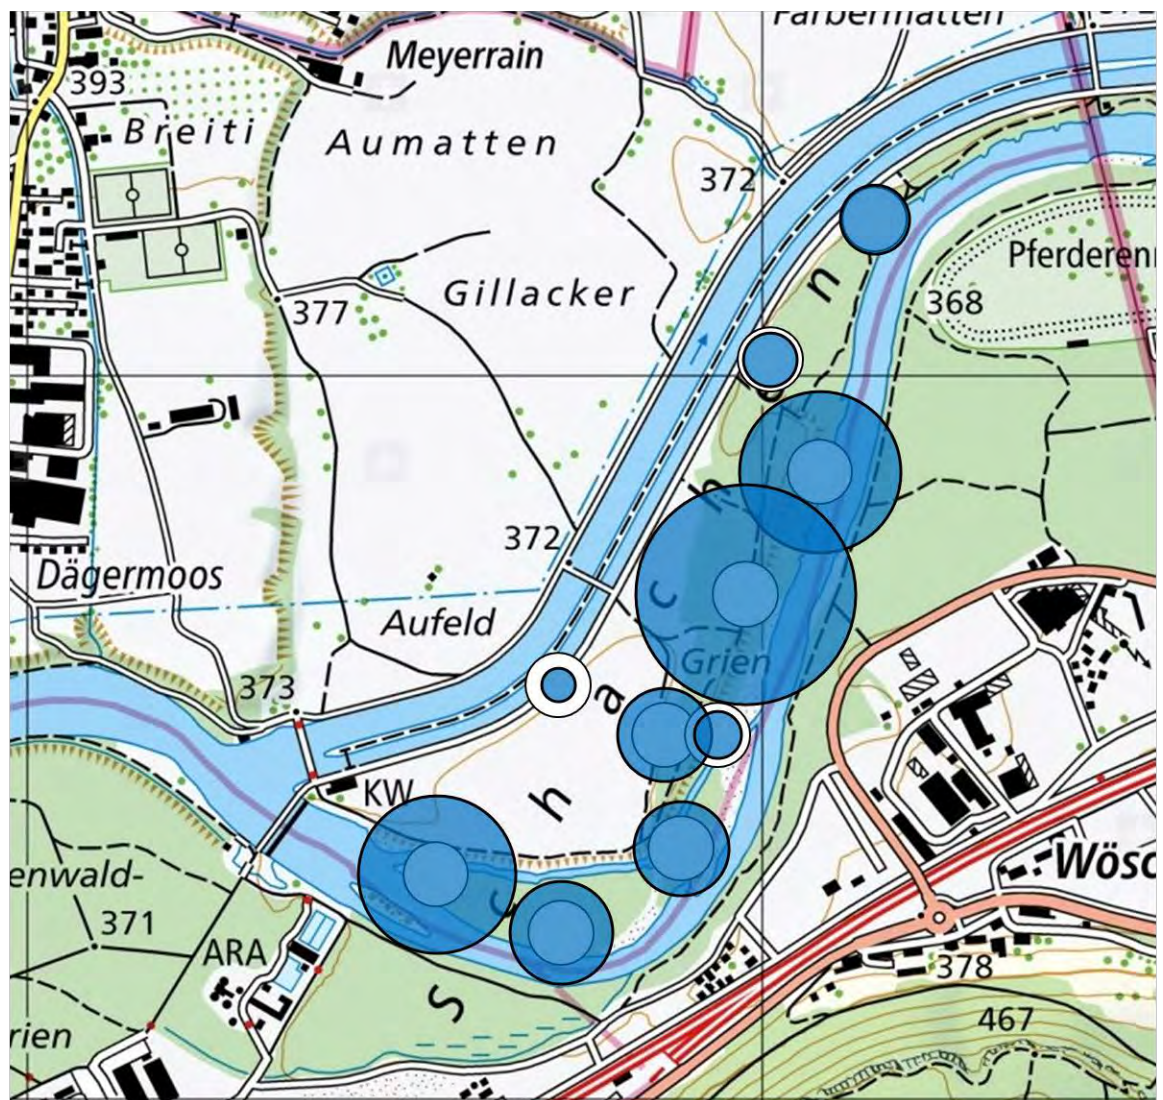 Färbermatten
Meyerrain
393
Breiti
Aumatten
372
Pferderenn
Gillacker
377
368
n
e
h
372
Dägermoos
c
Aufeld
Grien
373
a
KW
h
enwald-
Wösc
c
371
ARA
378
S
467
rien